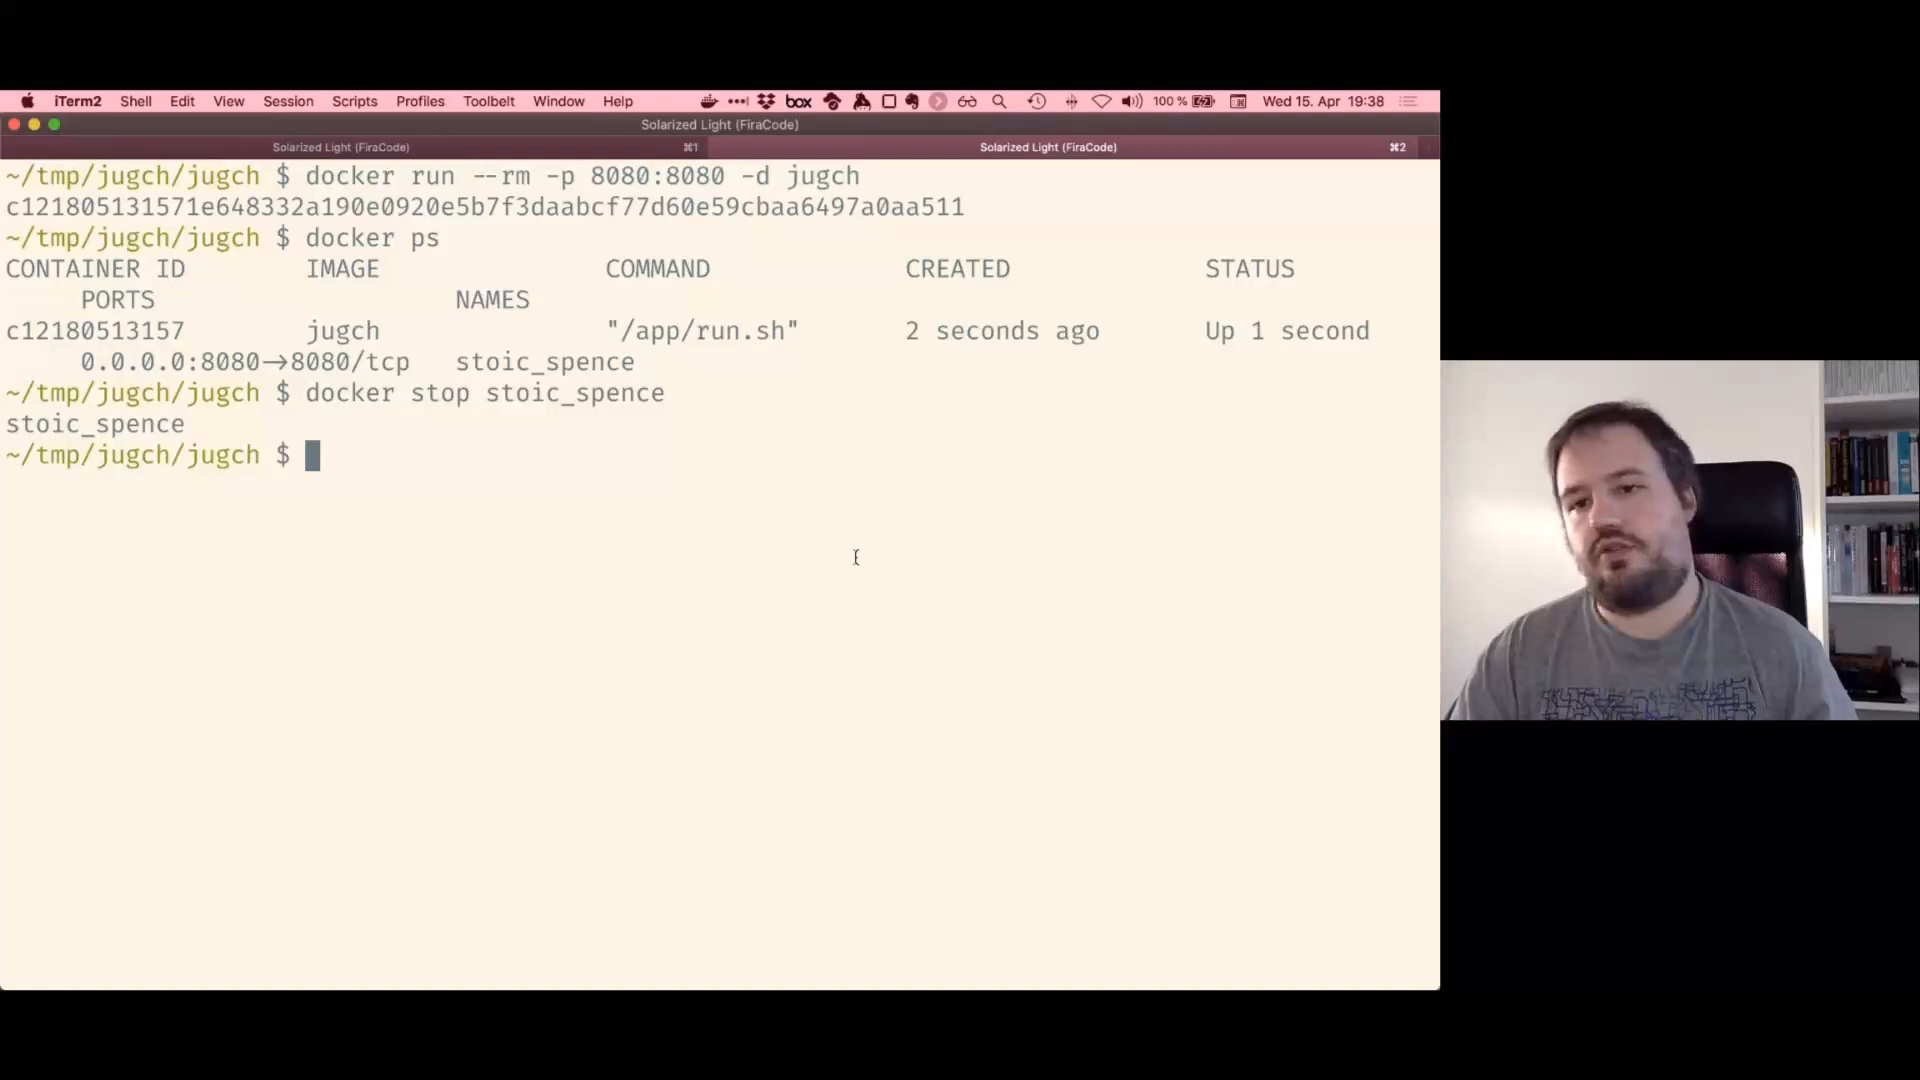 iTerm2 Shell Edit View Session Scripts Profiles Toolbelt Window Help box 100 % Wed 15. Apr 19:38
Solarized Light (FiraCode)
Solarized Light (FiraCode) ⌘1 Solarized Light (FiraCode) ⌘2
~/tmp/jugch/jugch $ docker run --rm -p 8080:8080 -d jugch
c121805131571e648332a190e0920e5b7f3daabcf77d60e59cbaa6497a0aa511
~/tmp/jugch/jugch $ docker ps
CONTAINER ID IMAGE COMMAND CREATED STATUS
PORTS NAMES
c12180513157 jugch "/app/run.sh" 2 seconds ago Up 1 second
0.0.0.0:8080->8080/tcp stoic_spence
~/tmp/jugch/jugch $ docker stop stoic_spence
stoic_spence
~/tmp/jugch/jugch $